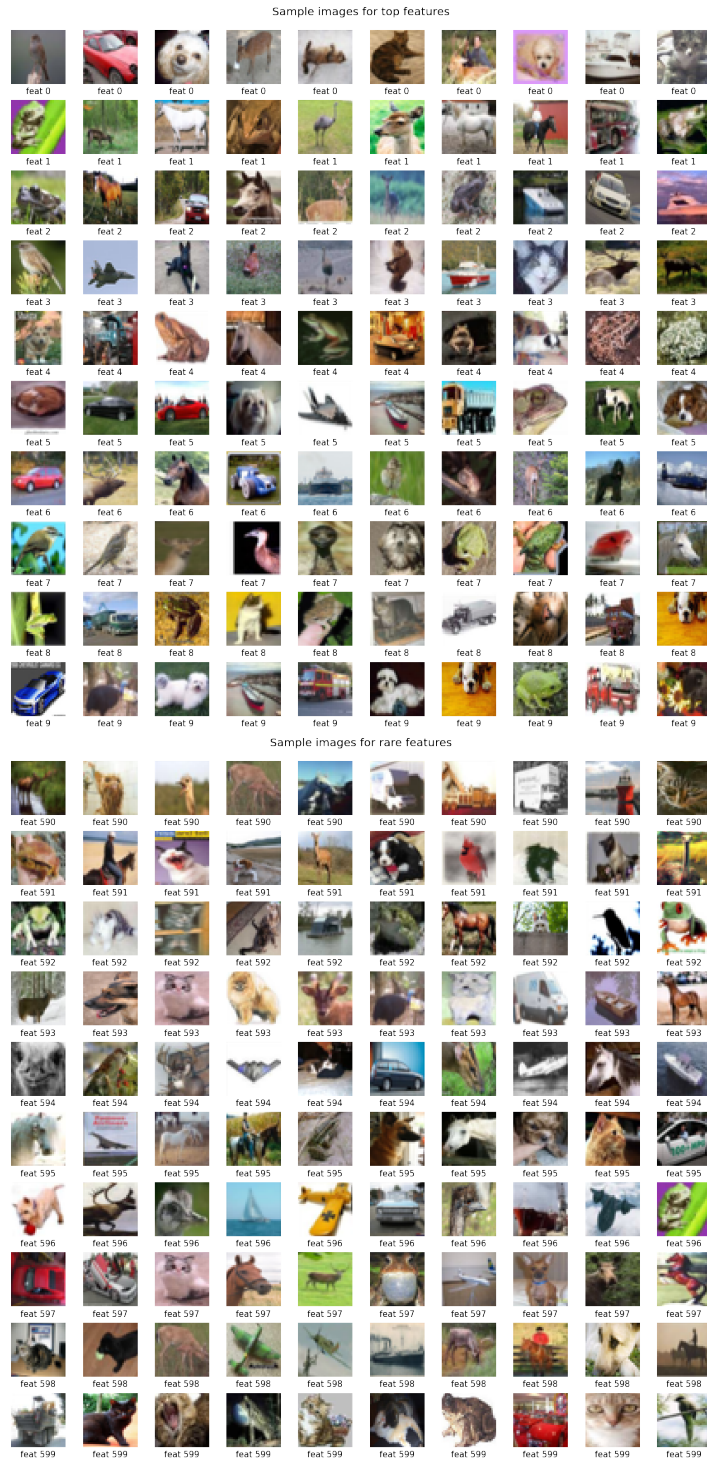 Sample images for top features
feat 0 feat 0 feat 0 feat 0 feat 0 feat 0 feat 0 feat 0 feat 0 feat 0
feat 1 feat 1 feat 1 feat 1 feat 1 feat 1 feat 1 feat 1 feat 1 feat 1
feat 2 feat 2 feat 2 feat 2 feat 2 feat 2 feat 2 feat 2 feat 2 feat 2
feat 3 feat 3 feat 3 feat 3 feat 3 feat 3 feat 3 feat 3 feat 3 feat 3
feat 4 feat 4 feat 4 feat 4 feat 4 feat 4 feat 4 feat 4 feat 4 feat 4
feat 5 feat 5 feat 5 feat 5 feat 5 feat 5 feat 5 feat 5 feat 5 feat 5
feat 6 feat 6 feat 6 feat 6 feat 6 feat 6 feat 6 feat 6 feat 6 feat 6
feat 7 feat 7 feat 7 feat 7 feat 7 feat 7 feat 7 feat 7 feat 7 feat 7
feat 8 feat 8 feat 8 feat 8 feat 8 feat 8 feat 8 feat 8 feat 8 feat 8
feat 9 feat 9 feat 9 feat 9 feat 9 feat 9 feat 9 feat 9 feat 9 feat 9
Sample images for rare features
feat 590 feat 590 feat 590 feat 590 feat 590 feat 590 feat 590 feat 590 feat 590 feat 590
feat 591 feat 591 feat 591 feat 591 feat 591 feat 591 feat 591 feat 591 feat 591 feat 591
feat 592 feat 592 feat 592 feat 592 feat 592 feat 592 feat 592 feat 592 feat 592 feat 592
feat 593 feat 593 feat 593 feat 593 feat 593 feat 593 feat 593 feat 593 feat 593 feat 593
feat 594 feat 594 feat 594 feat 594 feat 594 feat 594 feat 594 feat 594 feat 594 feat 594
feat 595 feat 595 feat 595 feat 595 feat 595 feat 595 feat 595 feat 595 feat 595 feat 595
feat 596 feat 596 feat 596 feat 596 feat 596 feat 596 feat 596 feat 596 feat 596 feat 596
feat 597 feat 597 feat 597 feat 597 feat 597 feat 597 feat 597 feat 597 feat 597 feat 597
feat 598 feat 598 feat 598 feat 598 feat 598 feat 598 feat 598 feat 598 feat 598 feat 598
feat 599 feat 599 feat 599 feat 599 feat 599 feat 599 feat 599 feat 599 feat 599 feat 599